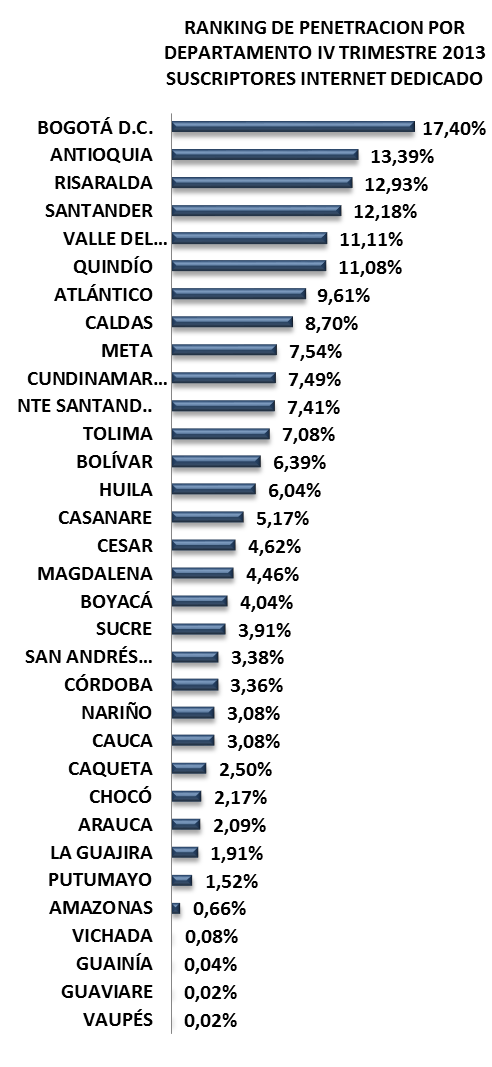 RANKING DE PENETRACION POR
DEPARTAMENTO IV TRIMESTRE 2013
SUSCRIPTORES INTERNET DEDICADO
BOGOTÁ D.C. 17,40%
ANTIOQUIA 13,39%
RISARALDA 12,93%
SANTANDER 12,18%
VALLE DEL... 11,11%
QUINDÍO 11,08%
ATLÁNTICO 9,61%
CALDAS 8,70%
META 7,54%
CUNDINAMAR... 7,49%
NTE SANTAND.. 7,41%
TOLIMA 7,08%
BOLÍVAR 6,39%
HUILA 6,04%
CASANARE 5,17%
CESAR 4,62%
MAGDALENA 4,46%
BOYACÁ 4,04%
SUCRE 3,91%
SAN ANDRÉS... 3,38%
CÓRDOBA 3,36%
NARIÑO 3,08%
CAUCA 3,08%
CAQUETA 2,50%
CHOCÓ 2,17%
ARAUCA 2,09%
LA GUAJIRA 1,91%
PUTUMAYO 1,52%
AMAZONAS 0,66%
VICHADA 0,08%
GUAINÍA 0,04%
GUAVIARE 0,02%
VAUPÉS 0,02%